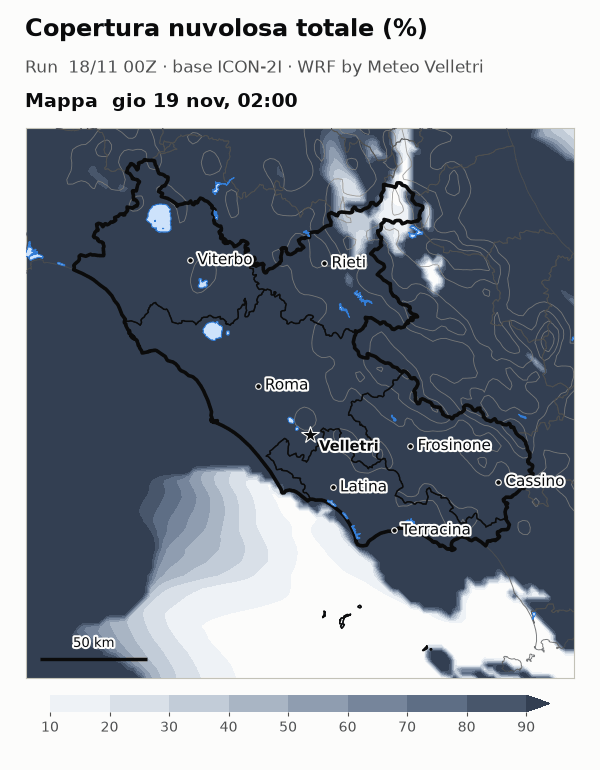 Copertura nuvolosa totale (%)
Run 18/11 00Z · base ICON-2I · WRF by Meteo Velletri
Mappa gio 19 nov, 02:00
Viterbo
Rieti
Roma
Velletri
Frosinone
Latina
Cassino
Terracina
50 km
10 20 30 40 50 60 70 80 90